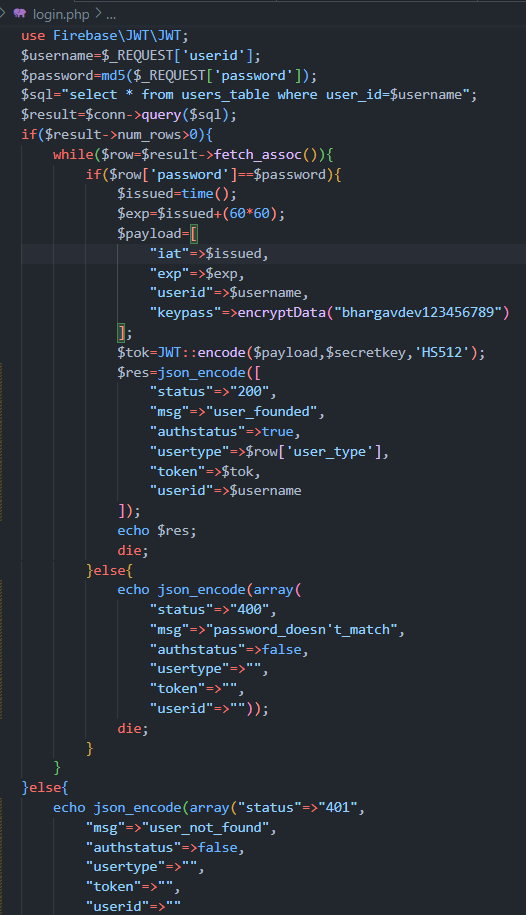 login.php > ...
use Firebase\JWT\JWT;
$username=$_REQUEST['userid'];
$password=md5($_REQUEST['password']);
$sql="select * from users_table where user_id=$username";
$result=$conn->query($sql);
if($result->num_rows>0){
    while($row=$result->fetch_assoc()){
        if($row['password']==$password){
            $issued=time();
            $exp=$issued+(60*60);
            $payload=[
                "iat"=>$issued,
                "exp"=>$exp,
                "userid"=>$username,
                "keypass"=>encryptData("bhargavdev123456789")
            ];
            $tok=JWT::encode($payload,$secretkey,'HS512');
            $res=json_encode([
                "status"=>"200",
                "msg"=>"user_founded",
                "authstatus"=>true,
                "usertype"=>$row['user_type'],
                "token"=>$tok,
                "userid"=>$username
            ]);
            echo $res;
            die;
        }else{
            echo json_encode(array(
                "status"=>"400",
                "msg"=>"password_doesn't_match",
                "authstatus"=>false,
                "usertype"=>"",
                "token"=>"",
                "userid"=>""));
            die;
        }
    }
}else{
    echo json_encode(array("status"=>"401",
        "msg"=>"user_not_found",
        "authstatus"=>false,
        "usertype"=>"",
        "token"=>"",
        "userid"=>""